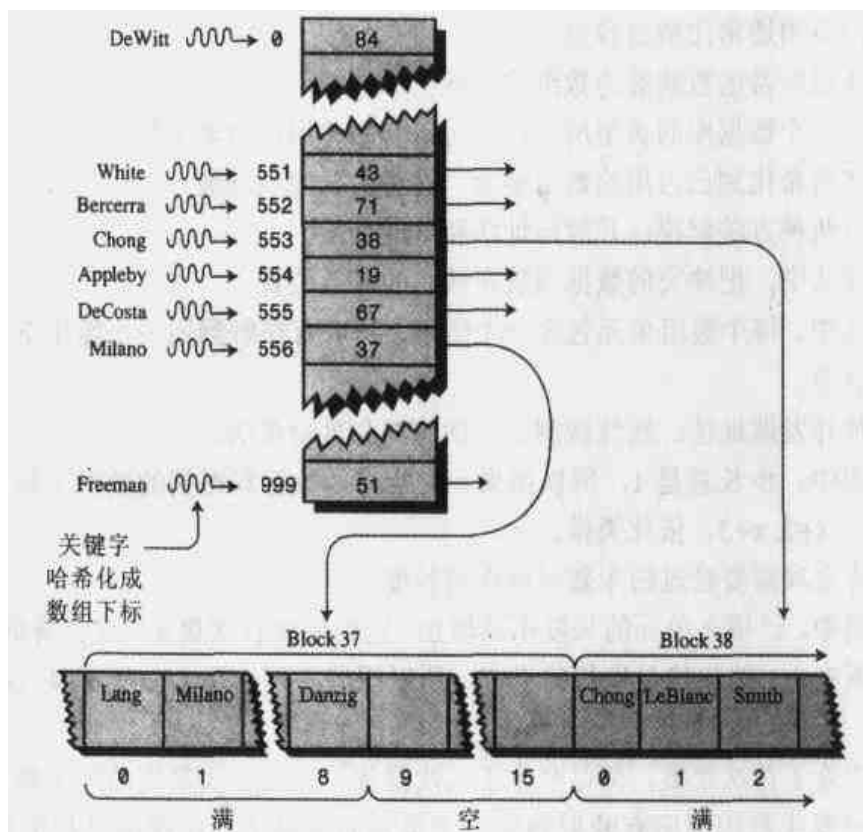 DeWitt 0 84
White 551 43
Bercerra 552 71
Chong 553 38
Appleby 554 19
DeCosta 555 67
Milano 556 37
Freeman 999 51
关键字
哈希化成
数组下标
Block 37 Block 38
Lang Milano Danzig Chong LeBlanc Smith
0 1 8 9 15 0 1 2
满 空 满